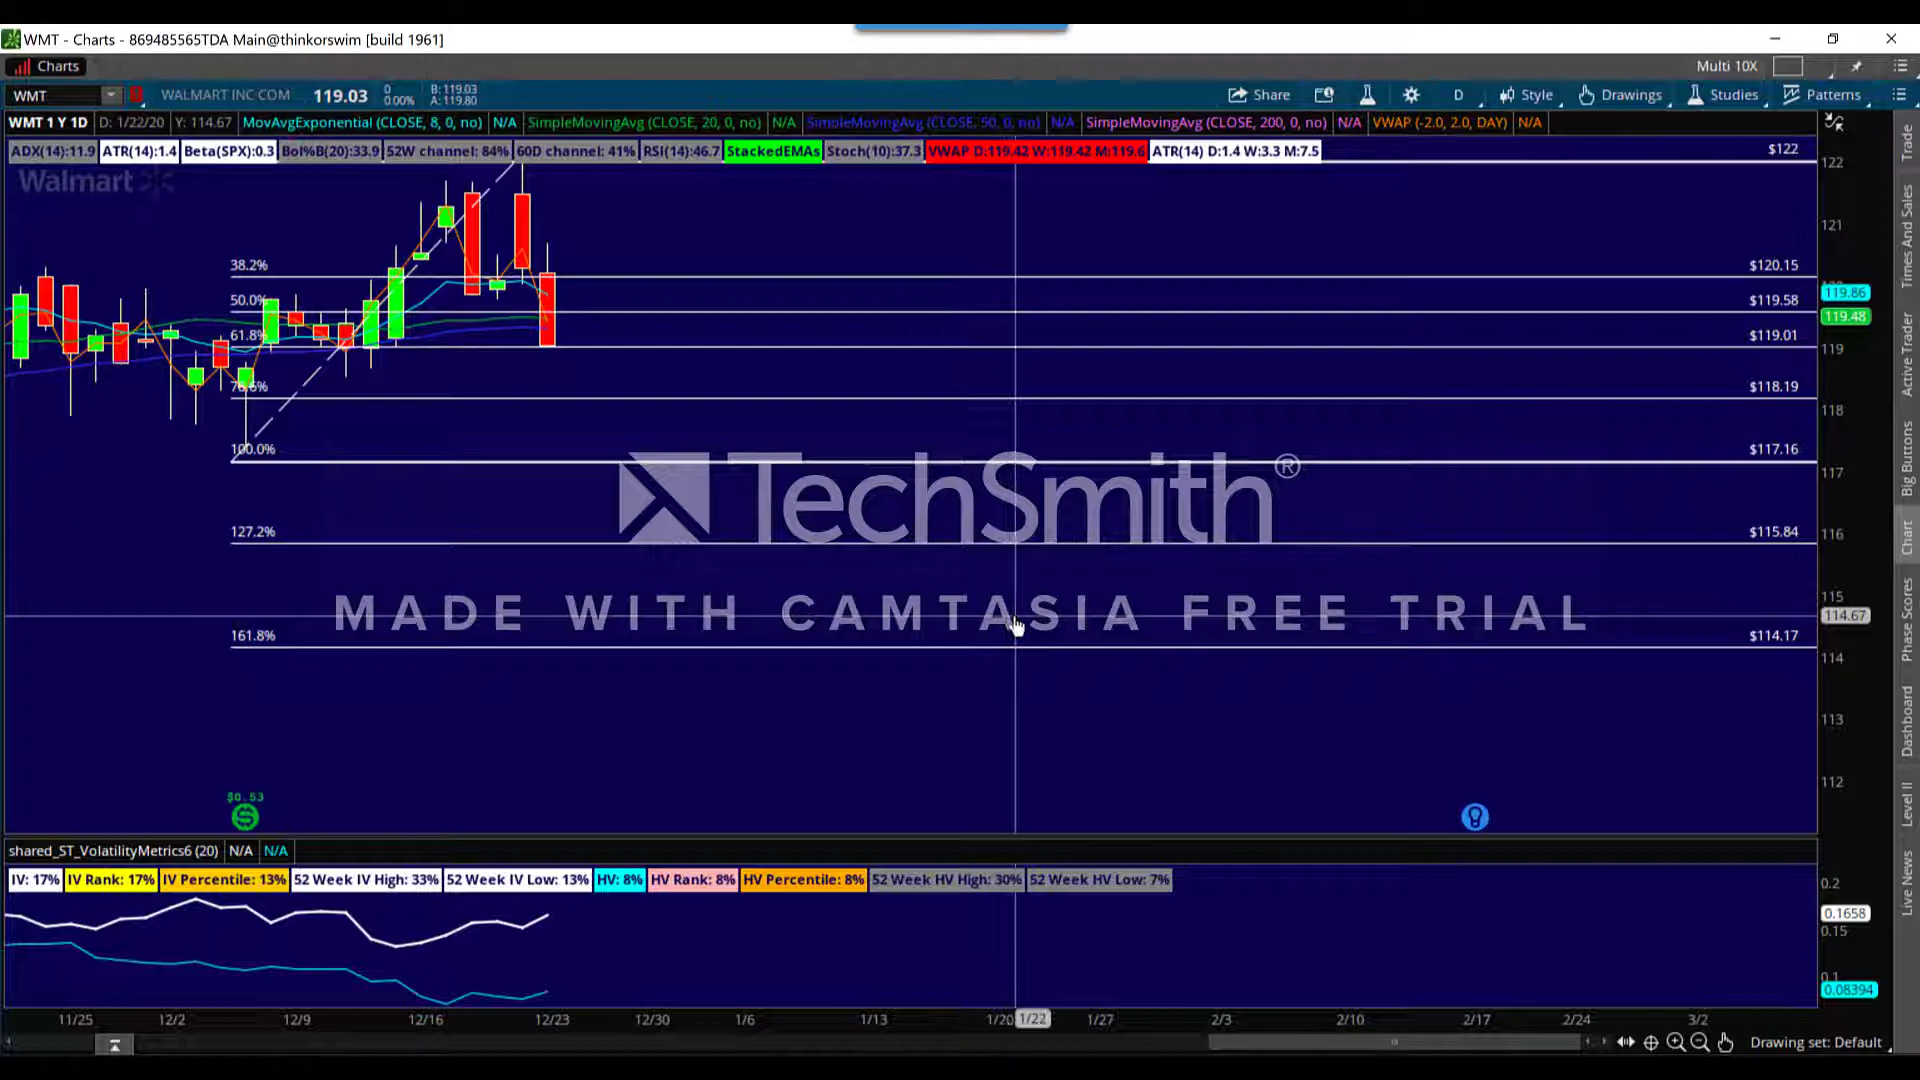 WMT - Charts - 869485565TDA Main@thinkorswim [build 1961]
Charts
Multi 10X
WMT
WALMART INC COM
119.03
0
0.00%
B: 119.03
A: 119.80
Share
D
Style
Drawings
Studies
Patterns
WMT 1 Y 1D
D: 1/22/20
Y: 114.67
MovAvgExponential (CLOSE, 8, 0, no)
N/A
SimpleMovingAvg (CLOSE, 20, 0, no)
N/A
SimpleMovingAvg (CLOSE, 50, 0, no)
N/A
SimpleMovingAvg (CLOSE, 200, 0, no)
N/A
VWAP (-2.0, 2.0, DAY)
N/A
ADX(14):11.9
ATR(14):1.4
Beta(SPX):0.3
Bol%B(20):33.9
52W channel: 84%
60D channel: 41%
RSI(14):46.7
StackedEMAs
Stoch(10):37.3
VWAP D:119.42 W:119.42 M:119.6
ATR(14) D:1.4 W:3.3 M:7.5
$122
122
Walmart
121
38.2%
$120.15
119.86
50.0%
$119.58
119.48
61.8%
$119.01
119
78.6%
$118.19
118
100.0%
$117.16
117
TechSmith®
127.2%
$115.84
116
MADE WITH CAMTASIA FREE TRIAL
115
114.67
161.8%
$114.17
114
113
112
$0.53
shared_ST_VolatilityMetrics6 (20)
N/A
N/A
IV: 17%
IV Rank: 17%
IV Percentile: 13%
52 Week IV High: 33%
52 Week IV Low: 13%
HV: 8%
HV Rank: 8%
HV Percentile: 8%
52 Week HV High: 30%
52 Week HV Low: 7%
0.2
0.1658
0.15
0.1
0.08394
11/25
12/2
12/9
12/16
12/23
12/30
1/6
1/13
1/20
1/22
1/27
2/3
2/10
2/17
2/24
3/2
Drawing set: Default
Trade
Times And Sales
Active Trader
Big Buttons
Chart
Phase Scores
Dashboard
Level II
Live News